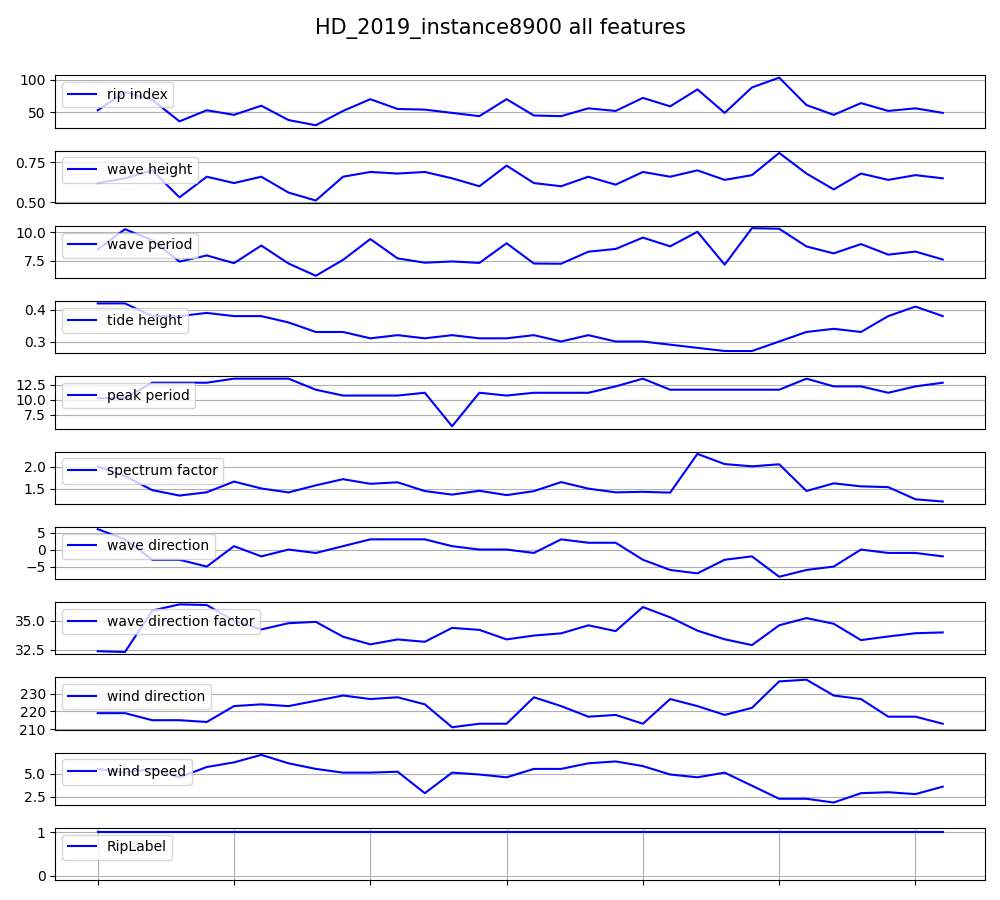 HD_2019_instance8900 all features
100
50
rip index
0.75
0.50
wave height
10.0
7.5
wave period
0.4
0.3
tide height
12.5
10.0
7.5
peak period
2.0
1.5
spectrum factor
5
0
−5
wave direction
35.0
32.5
wave direction factor
230
220
210
wind direction
5.0
2.5
wind speed
1
0
RipLabel